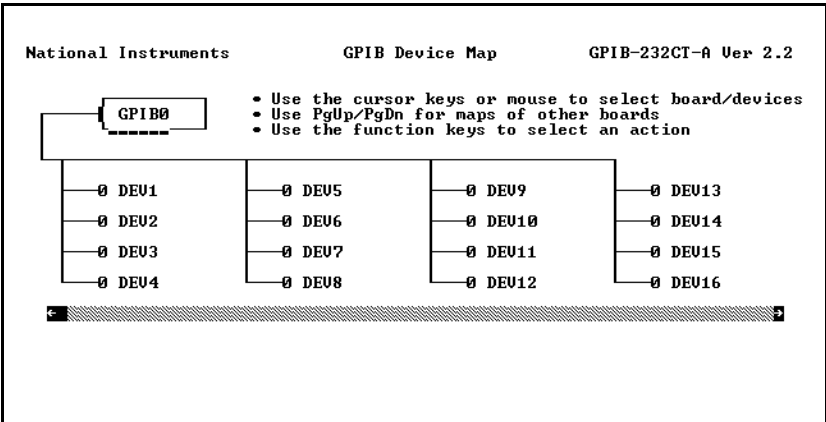 National Instruments GPIB Device Map GPIB-232CT-A Ver 2.2
GPIB0
• Use the cursor keys or mouse to select board/devices
• Use PgUp/PgDn for maps of other boards
• Use the function keys to select an action
0 DEV1 0 DEV5 0 DEV9 0 DEV13
0 DEV2 0 DEV6 0 DEV10 0 DEV14
0 DEV3 0 DEV7 0 DEV11 0 DEV15
0 DEV4 0 DEV8 0 DEV12 0 DEV16
← →